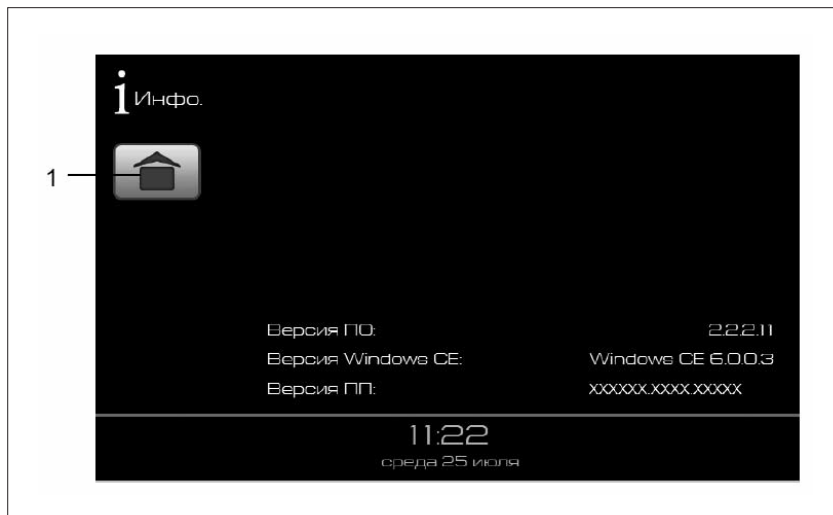 i Инфо.
1
Версия ПО: 2.2.2.11
Версия Windows CE: Windows CE 6.0.0.3
Версия ПП: XXXXXX.XXXX.XXXXX
11:22
среда 25 июля